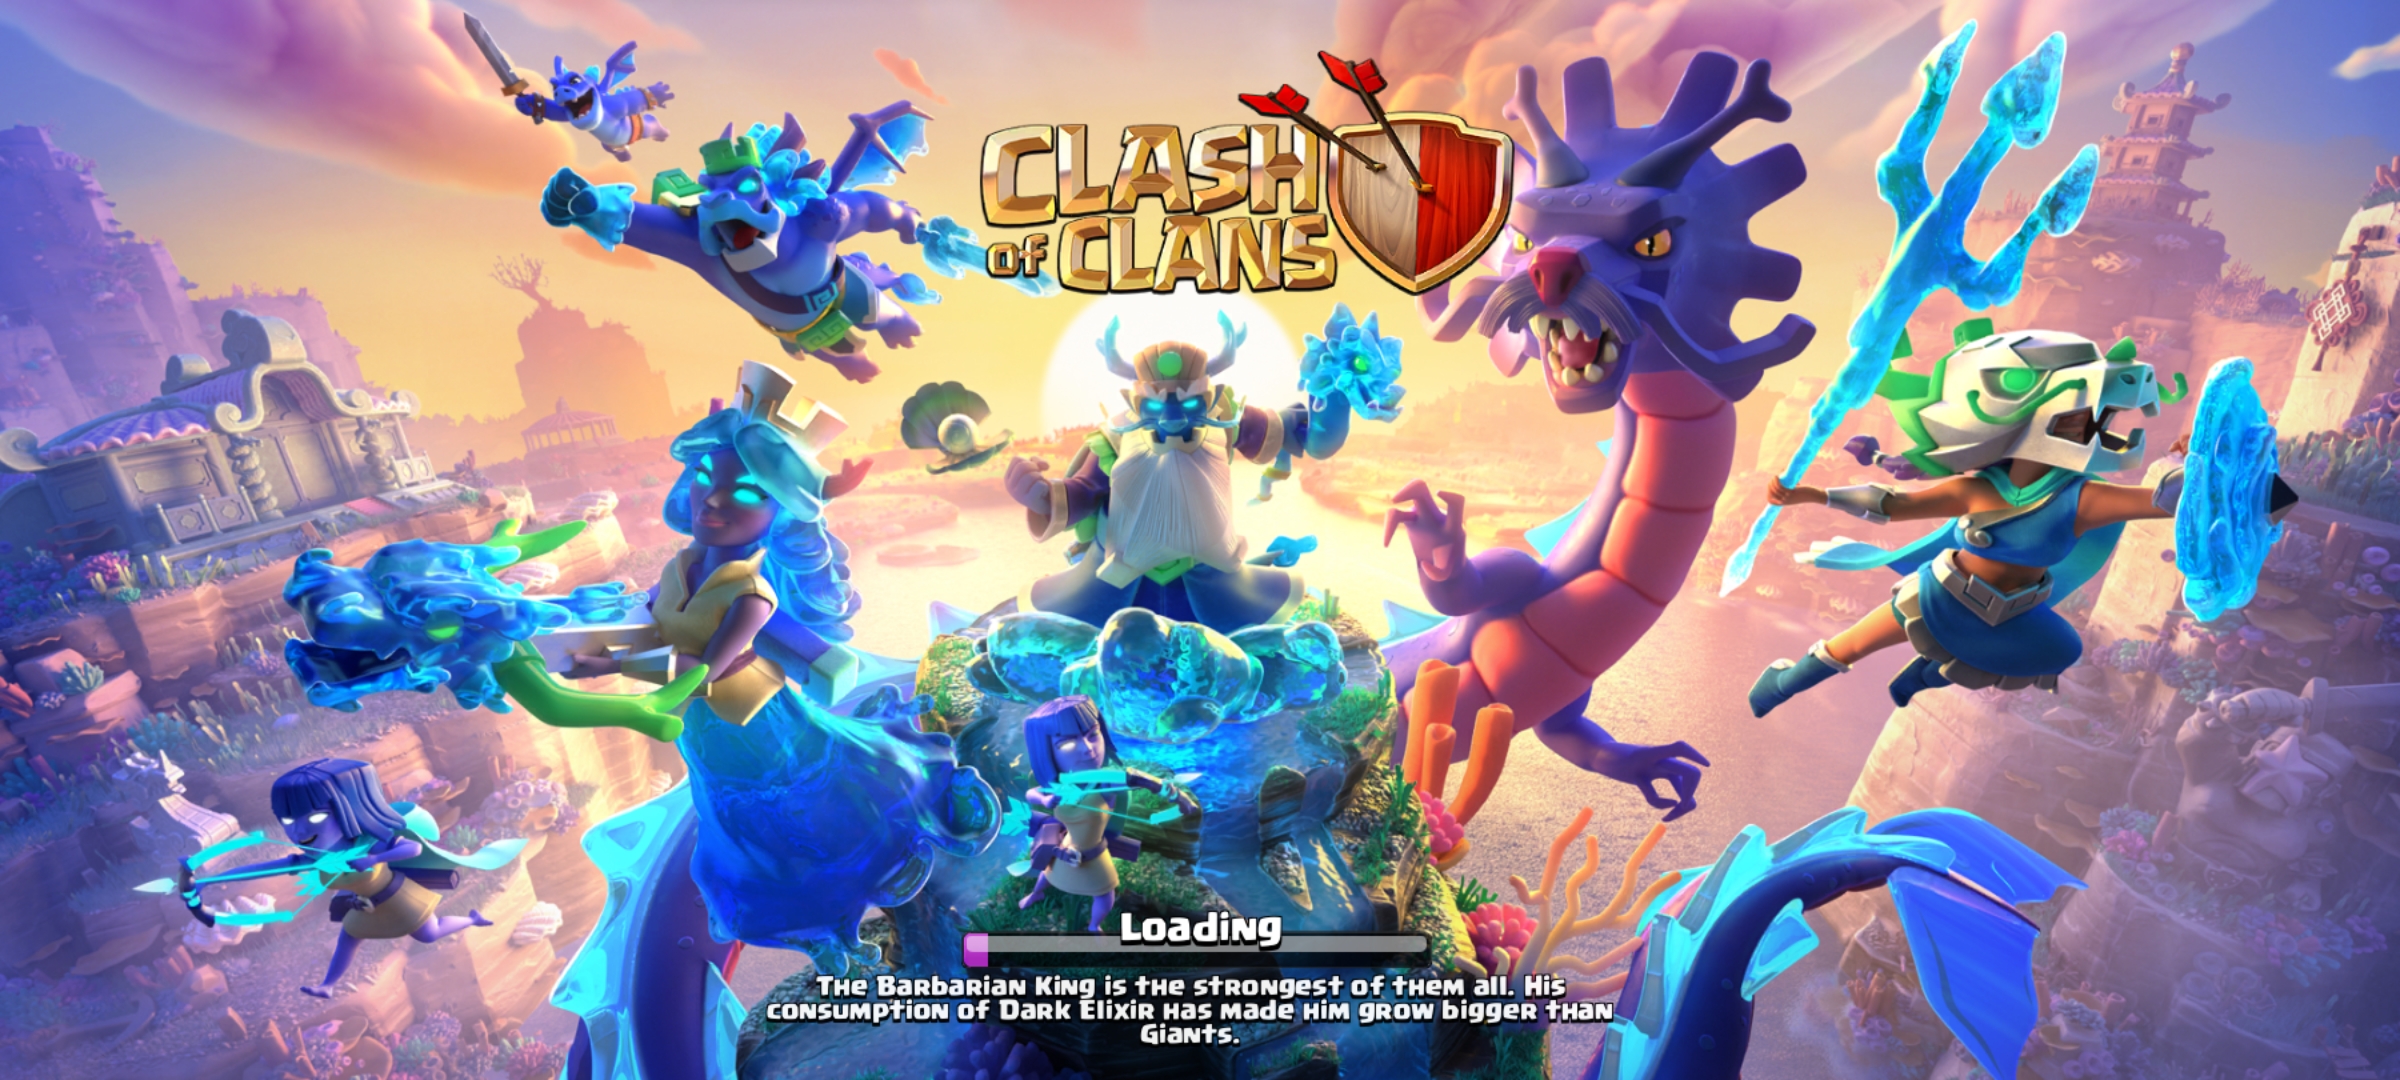 CLASH
OF CLANS
Loading
The Barbarian King is the strongest of them all. His
consumption of Dark Elixir has made him grow bigger than
Giants.